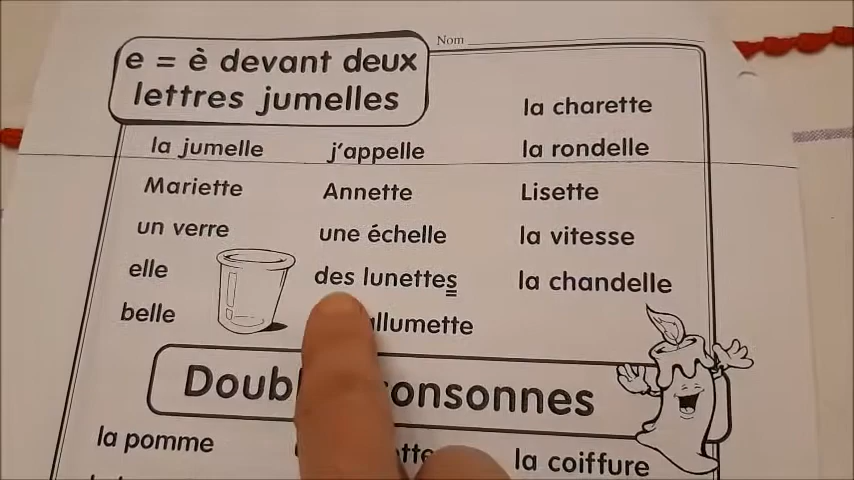 Nom
e = è devant deux
lettres jumelles
la charette
la jumelle j'appelle la rondelle
Mariette Annette Lisette
un verre une échelle la vitesse
elle des lunettes la chandelle
belle allumette
consonnes
la pomme la coiffure